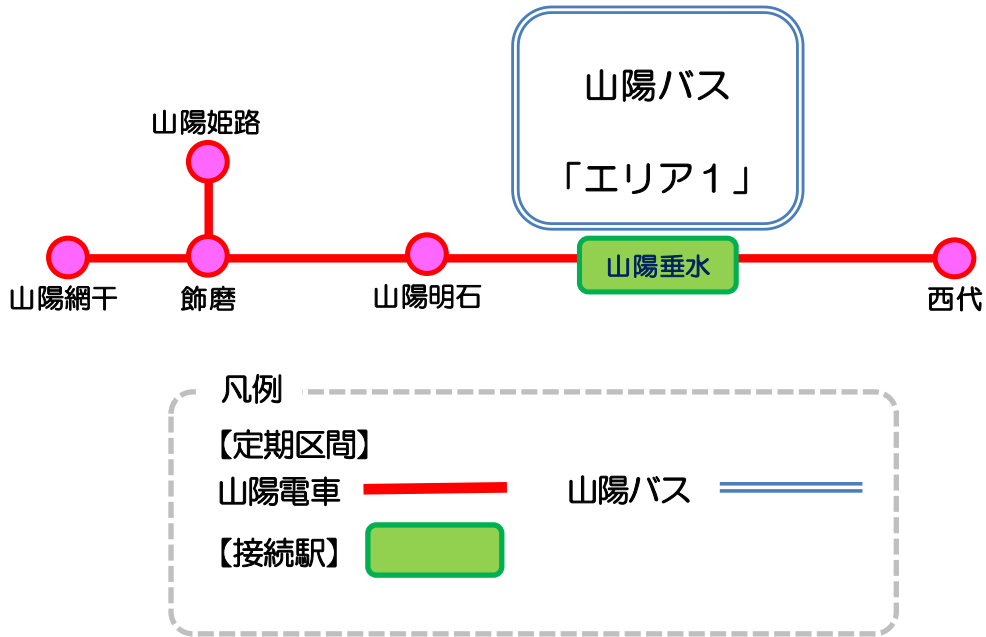 山陽バス
「エリア１」
山陽姫路
山陽網干
飾磨
山陽明石
山陽垂水
西代
凡例
【定期区間】
山陽電車
山陽バス
【接続駅】